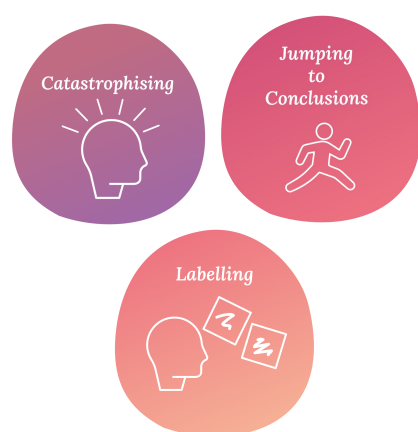 Catastrophising
Jumping
to
Conclusions
Labelling